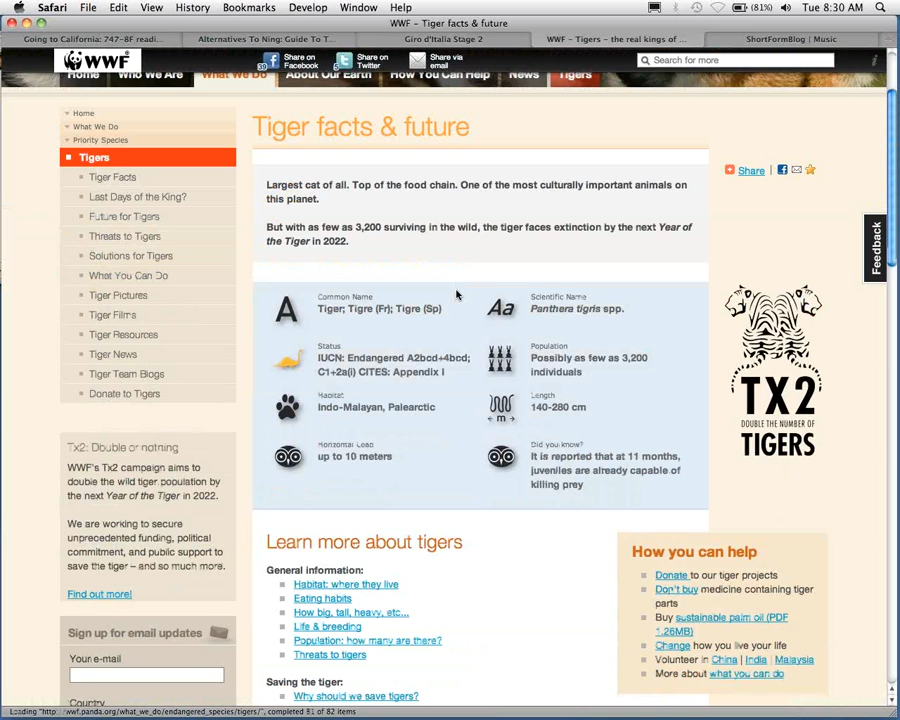 Safari File Edit View History Bookmarks Develop Window Help (81%) Tue 8:30 AM
WWF – Tiger facts & future
Going to California: 747-8F readi... Alternatives To Ning: Guide To T... Giro d'Italia Stage 2 WWF – Tigers – the real kings of ... ShortFormBlog | Music
WWF 39 Share on Facebook 5 Share on Twitter Share via email Search for more
Home Who We Are What We Do About Our Earth How You Can Help News Tigers
Home
What We Do
Priority Species
Tigers
Tiger Facts
Last Days of the King?
Future for Tigers
Threats to Tigers
Solutions for Tigers
What You Can Do
Tiger Pictures
Tiger Films
Tiger Resources
Tiger News
Tiger Team Blogs
Donate to Tigers
Tx2: Double or nothing
WWF's Tx2 campaign aims to
double the wild tiger population by
the next Year of the Tiger in 2022.
We are working to secure
unprecedented funding, political
commitment, and public support to
save the tiger – and so much more.
Find out more!
Sign up for email updates
Your e-mail
Country
Tiger facts & future
Largest cat of all. Top of the food chain. One of the most culturally important animals on
this planet.
But with as few as 3,200 surviving in the wild, the tiger faces extinction by the next Year of
the Tiger in 2022.
A
Common Name
Tiger; Tigre (Fr); Tigre (Sp)
Aa
Scientific Name
Panthera tigris spp.
Status
IUCN: Endangered A2bcd+4bcd;
C1+2a(i) CITES: Appendix I
Population
Possibly as few as 3,200
individuals
Habitat
Indo-Malayan, Palearctic
m
Length
140-280 cm
Horizontal Leap
up to 10 meters
Did you know?
It is reported that at 11 months,
juveniles are already capable of
killing prey
Learn more about tigers
General information:
Habitat: where they live
Eating habits
How big, tall, heavy, etc...
Life & breeding
Population: how many are there?
Threats to tigers
Saving the tiger:
Why should we save tigers?
Share |
Feedback
TX2
DOUBLE THE NUMBER OF
TIGERS
How you can help
Donate to our tiger projects
Don't buy medicine containing tiger
parts
Buy sustainable palm oil (PDF
1.26MB)
Change how you live your life
Volunteer in China | India | Malaysia
More about what you can do
Loading "http://wwf.panda.org/what_we_do/endangered_species/tigers/", completed 81 of 82 items